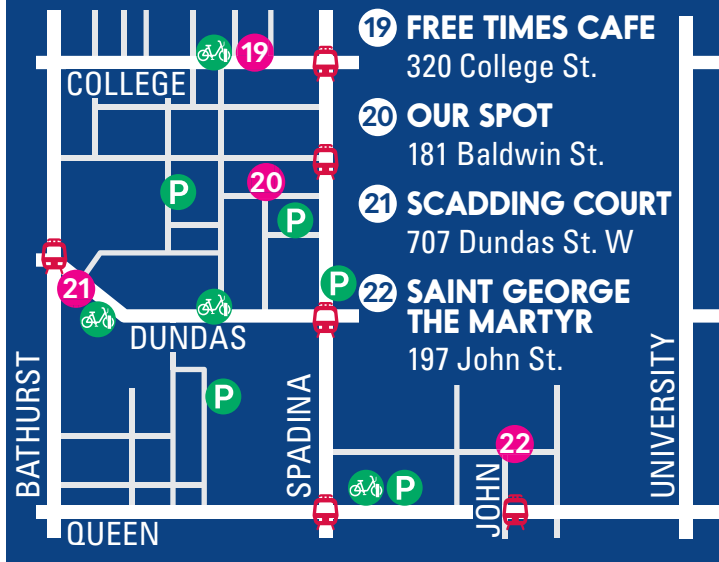 19 FREE TIMES CAFE
320 College St.
20 OUR SPOT
181 Baldwin St.
21 SCADDING COURT
707 Dundas St. W
22 SAINT GEORGE
THE MARTYR
197 John St.
19
COLLEGE
P
20
P
21
P
DUNDAS
P
BATHURST
SPADINA
UNIVERSITY
22
P
JOHN
QUEEN